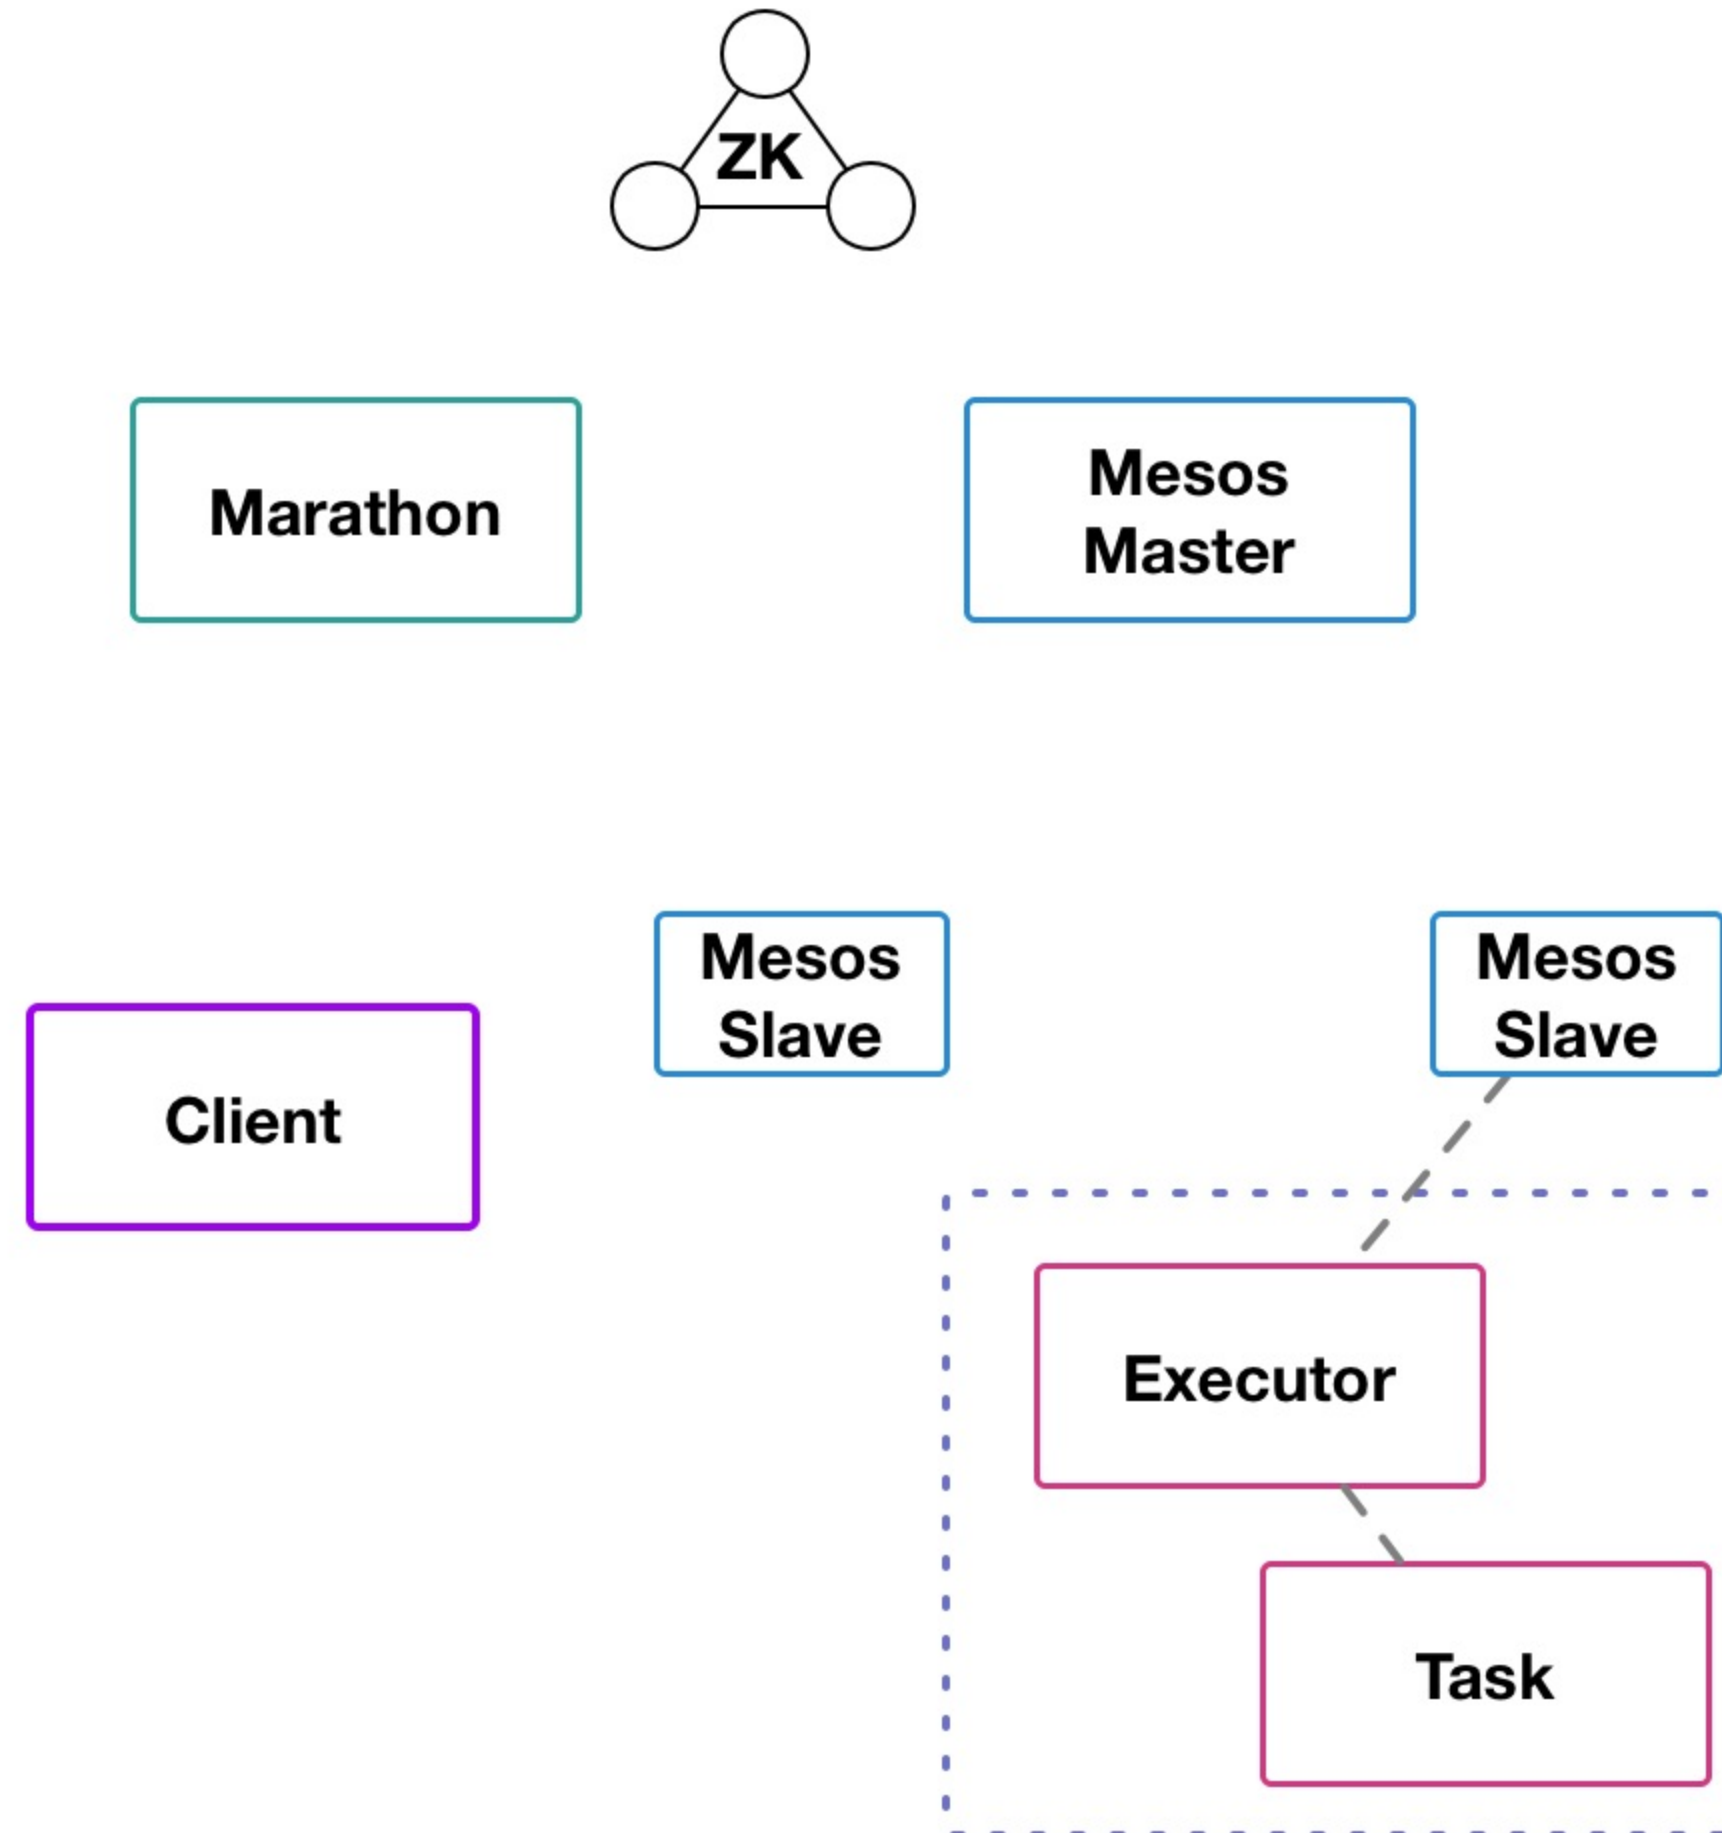 ZK
Marathon
Mesos
Master
Mesos
Slave
Mesos
Slave
Client
Executor
Task